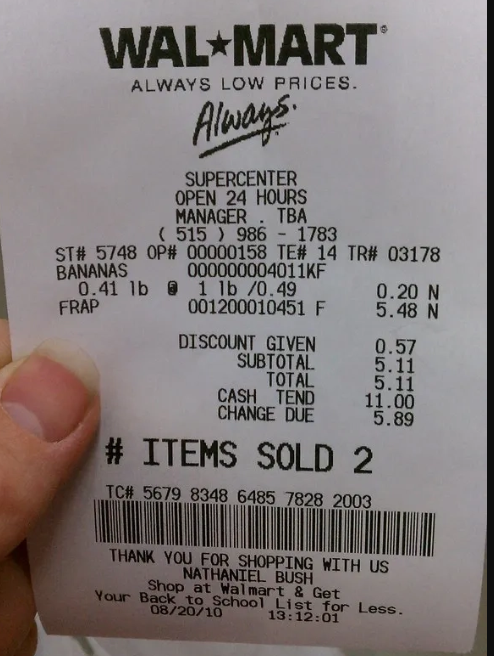 WAL★MART®
ALWAYS LOW PRICES.
Always.
SUPERCENTER
OPEN 24 HOURS
MANAGER . TBA
( 515 ) 986 - 1783
ST# 5748 OP# 00000158 TE# 14 TR# 03178
BANANAS 000000004011KF
0.41 lb @ 1 lb /0.49 0.20 N
FRAP 001200010451 F 5.48 N
DISCOUNT GIVEN 0.57
SUBTOTAL 5.11
TOTAL 5.11
CASH TEND 11.00
CHANGE DUE 5.89
# ITEMS SOLD 2
TC# 5679 8348 6485 7828 2003
THANK YOU FOR SHOPPING WITH US
NATHANIEL BUSH
Shop at Walmart & Get
Your Back to School List for Less.
08/20/10 13:12:01